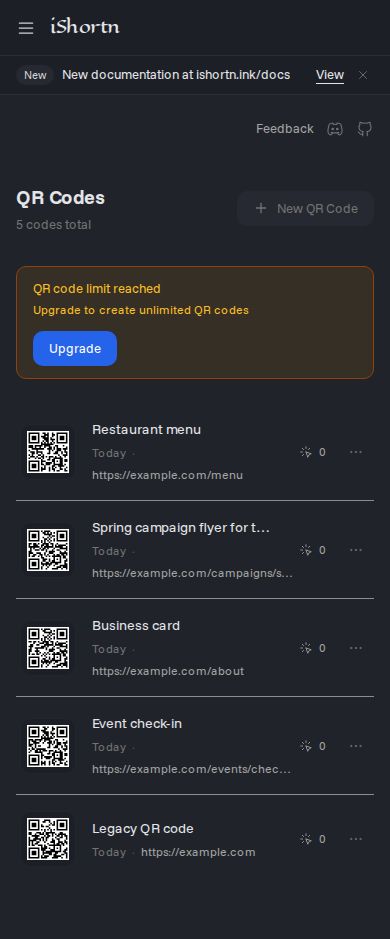 iShortn
New New documentation at ishortn.ink/docs View
Feedback
QR Codes
5 codes total
New QR Code
QR code limit reached
Upgrade to create unlimited QR codes
Upgrade
Restaurant menu
Today ·
https://example.com/menu
0
Spring campaign flyer for t...
Today ·
https://example.com/campaigns/s...
0
Business card
Today ·
https://example.com/about
0
Event check-in
Today ·
https://example.com/events/chec...
0
Legacy QR code
Today · https://example.com
0